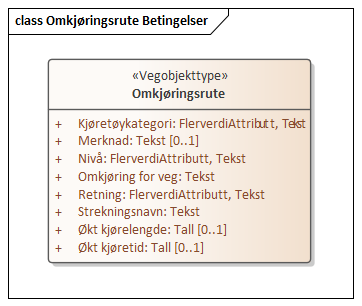 class Omkjøringsrute Betingelser
«Vegobjekttype»
Omkjøringsrute
+ Kjøretøykategori: FlerverdiAttributt, Tekst
+ Merknad: Tekst [0..1]
+ Nivå: FlerverdiAttributt, Tekst
+ Omkjøring for veg: Tekst
+ Retning: FlerverdiAttributt, Tekst
+ Strekningsnavn: Tekst
+ Økt kjørelengde: Tall [0..1]
+ Økt kjøretid: Tall [0..1]